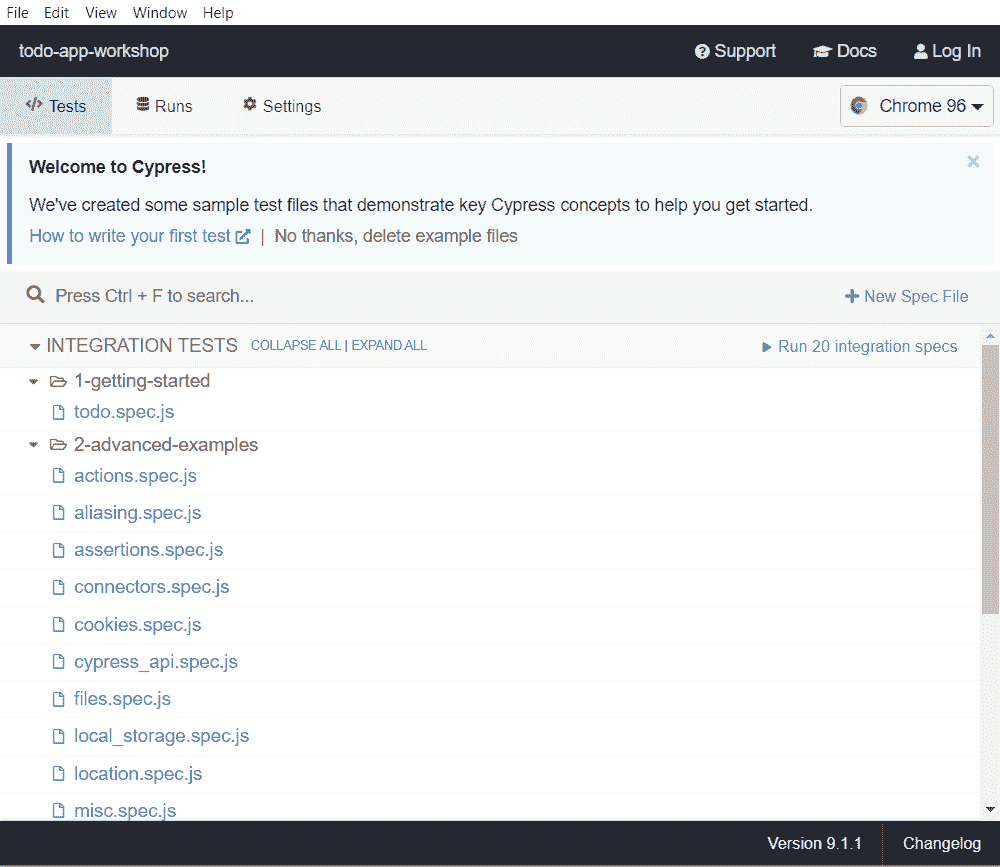 File Edit View Window Help
todo-app-workshop Support Docs Log In
Tests Runs Settings Chrome 96
Welcome to Cypress!
We've created some sample test files that demonstrate key Cypress concepts to help you get started.
How to write your first test | No thanks, delete example files
Press Ctrl + F to search... New Spec File
INTEGRATION TESTS COLLAPSE ALL | EXPAND ALL Run 20 integration specs
1-getting-started
todo.spec.js
2-advanced-examples
actions.spec.js
aliasing.spec.js
assertions.spec.js
connectors.spec.js
cookies.spec.js
cypress_api.spec.js
files.spec.js
local_storage.spec.js
location.spec.js
misc.spec.js
Version 9.1.1 Changelog